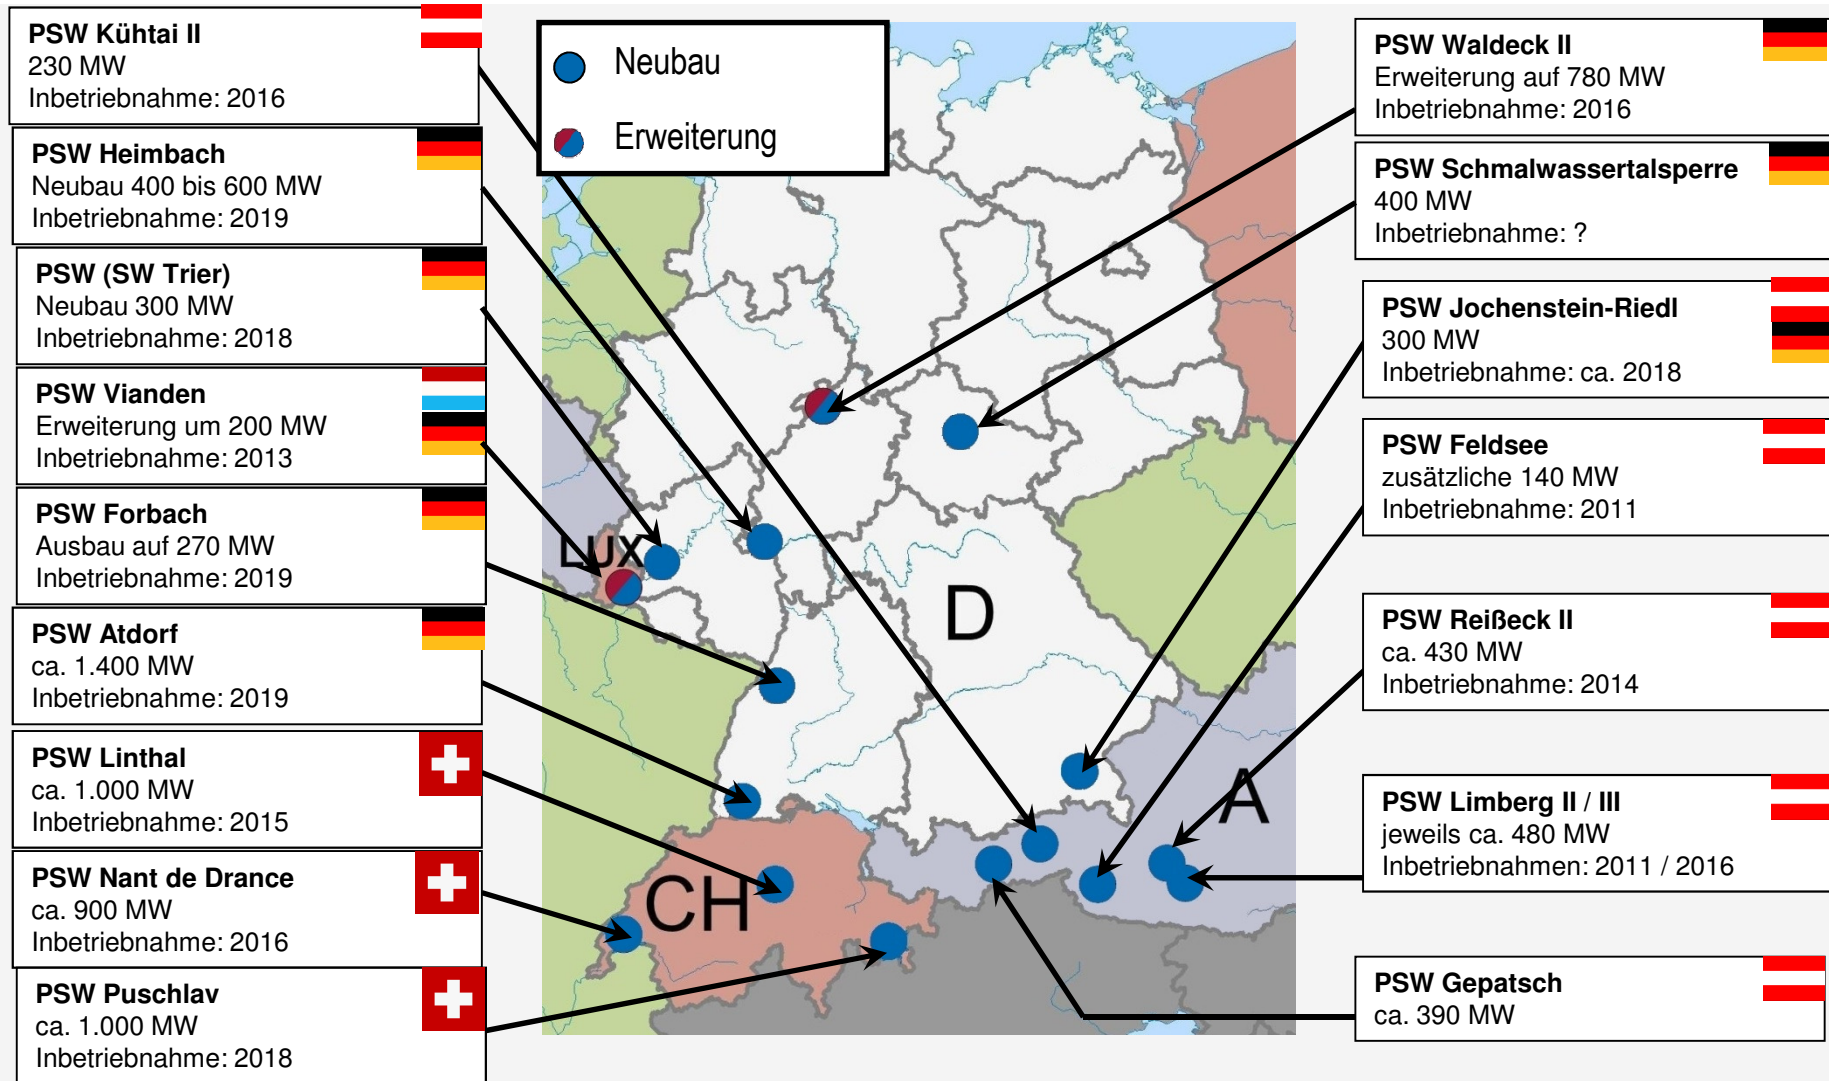 PSW Kühtai II
230 MW
Inbetriebnahme: 2016
PSW Heimbach
Neubau 400 bis 600 MW
Inbetriebnahme: 2019
PSW (SW Trier)
Neubau 300 MW
Inbetriebnahme: 2018
PSW Vianden
Erweiterung um 200 MW
Inbetriebnahme: 2013
PSW Forbach
Ausbau auf 270 MW
Inbetriebnahme: 2019
PSW Atdorf
ca. 1.400 MW
Inbetriebnahme: 2019
PSW Linthal
ca. 1.000 MW
Inbetriebnahme: 2015
PSW Nant de Drance
ca. 900 MW
Inbetriebnahme: 2016
PSW Puschlav
ca. 1.000 MW
Inbetriebnahme: 2018
Neubau
Erweiterung
LUX
D
A
CH
PSW Waldeck II
Erweiterung auf 780 MW
Inbetriebnahme: 2016
PSW Schmalwassertalsperre
400 MW
Inbetriebnahme: ?
PSW Jochenstein-Riedl
300 MW
Inbetriebnahme: ca. 2018
PSW Feldsee
zusätzliche 140 MW
Inbetriebnahme: 2011
PSW Reißeck II
ca. 430 MW
Inbetriebnahme: 2014
PSW Limberg II / III
jeweils ca. 480 MW
Inbetriebnahmen: 2011 / 2016
PSW Gepatsch
ca. 390 MW